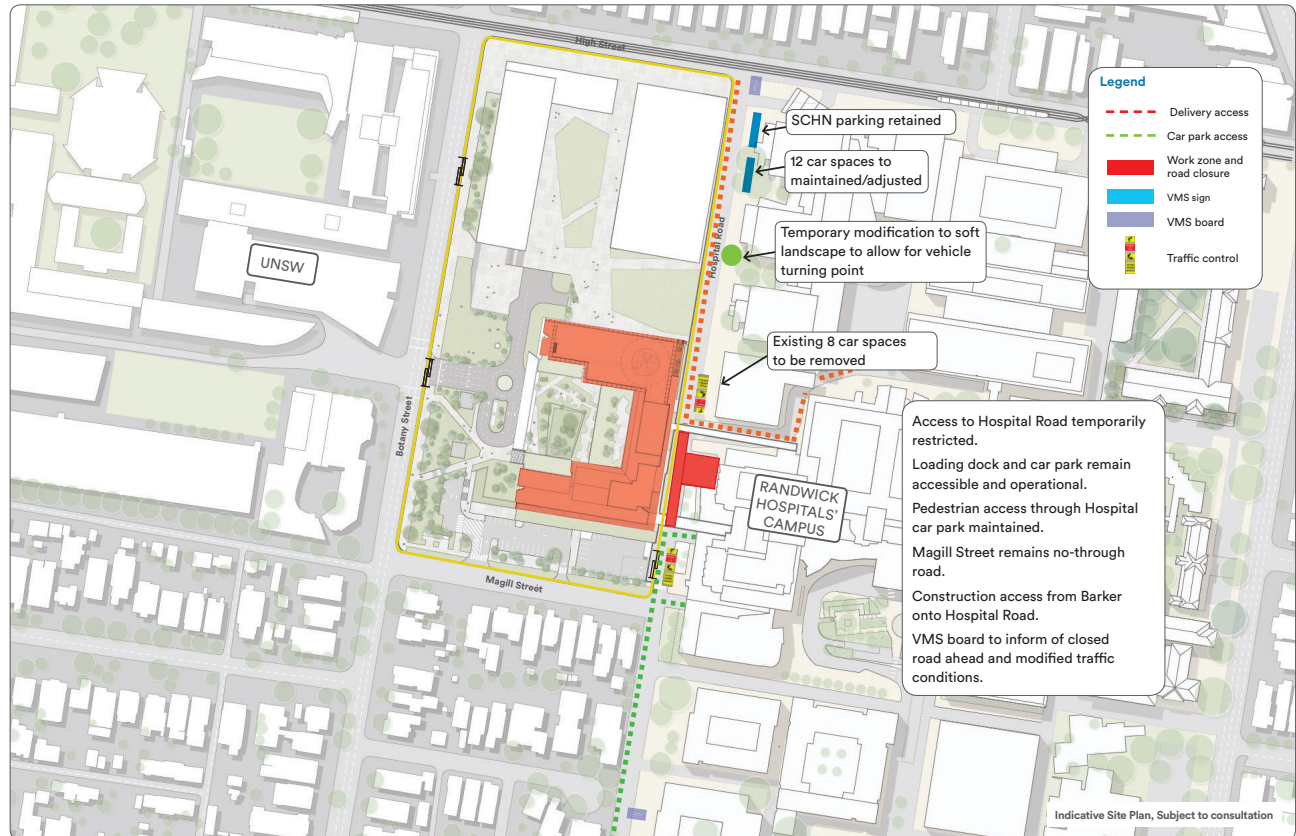 High Street
Legend
Delivery access
Car park access
Work zone and
road closure
VMS sign
VMS board
Traffic control
SCHN parking retained
12 car spaces to
maintained/adjusted
Hospital Road
Temporary modification to soft
landscape to allow for vehicle
turning point
UNSW
Existing 8 car spaces
to be removed
Botany Street
Access to Hospital Road temporarily
restricted.
Loading dock and car park remain
accessible and operational.
Pedestrian access through Hospital
car park maintained.
Magill Street remains no-through
road.
Construction access from Barker
onto Hospital Road.
VMS board to inform of closed
road ahead and modified traffic
conditions.
RANDWICK
HOSPITALS'
CAMPUS
Magill Street
Indicative Site Plan, Subject to consultation